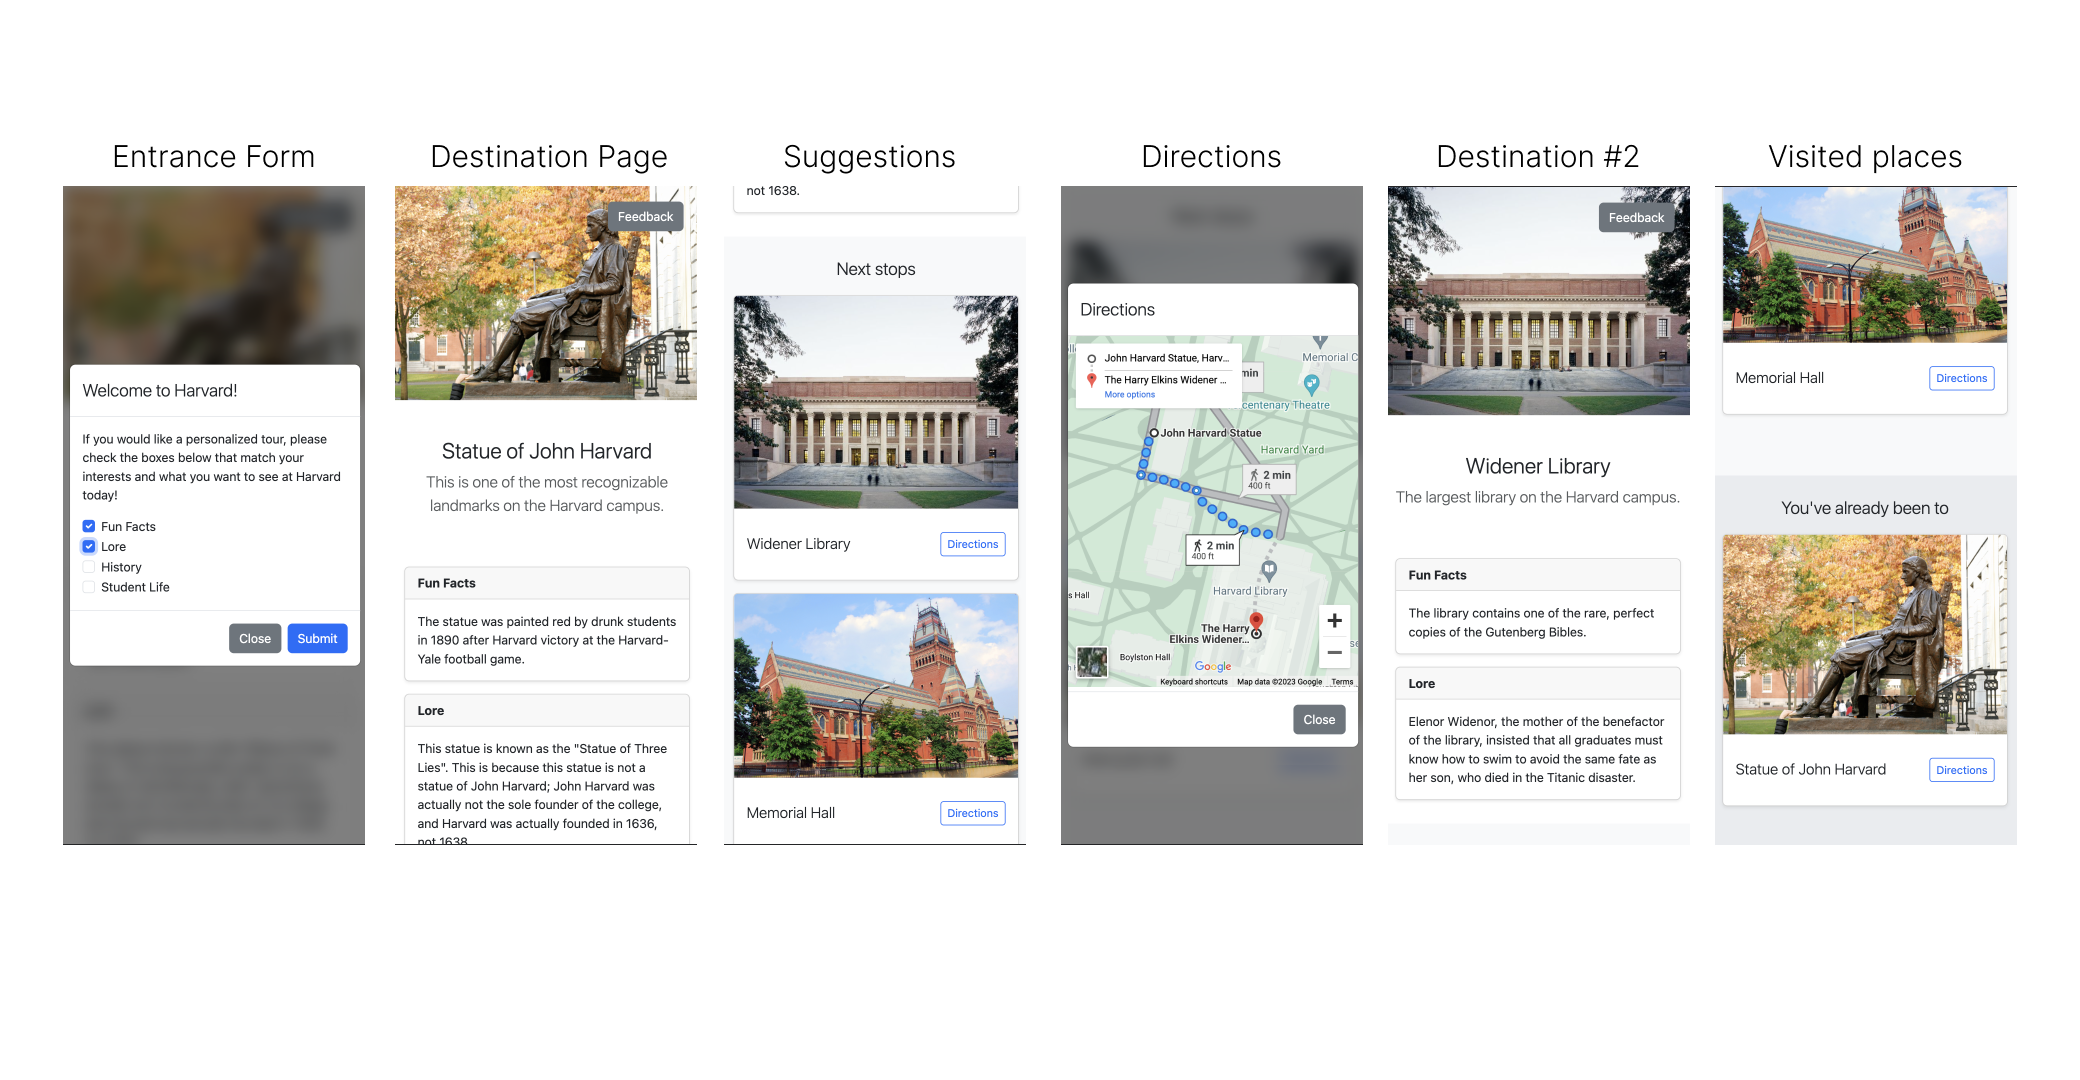 Entrance Form
Welcome to Harvard!
If you would like a personalized tour, please
check the boxes below that match your
interests and what you want to see at Harvard
today!
Fun Facts
Lore
History
Student Life
Close
Submit
Destination Page
Feedback
Statue of John Harvard
This is one of the most recognizable
landmarks on the Harvard campus.
Fun Facts
The statue was painted red by drunk students
in 1890 after Harvard victory at the Harvard-
Yale football game.
Lore
This statue is known as the "Statue of Three
Lies". This is because this statue is not a
statue of John Harvard; John Harvard was
actually not the sole founder of the college,
and Harvard was actually founded in 1636,
not 1638
Suggestions
not 1638.
Next stops
Widener Library
Directions
Memorial Hall
Directions
Directions
Directions
John Harvard Statue, Harv...
The Harry Elkins Widener ...
More options
min
Memorial C
centenary Theatre
John Harvard Statue
Harvard Yard
2 min
400 ft
2 min
400 ft
Harvard Library
s Hall
The Harry
Elkins Widener...
Boylston Hall
Google
Keyboard shortcuts
Map data ©2023 Google
Terms
Close
Destination #2
Feedback
Widener Library
The largest library on the Harvard campus.
Fun Facts
The library contains one of the rare, perfect
copies of the Gutenberg Bibles.
Lore
Elenor Widenor, the mother of the benefactor
of the library, insisted that all graduates must
know how to swim to avoid the same fate as
her son, who died in the Titanic disaster.
Visited places
Memorial Hall
Directions
You've already been to
Statue of John Harvard
Directions